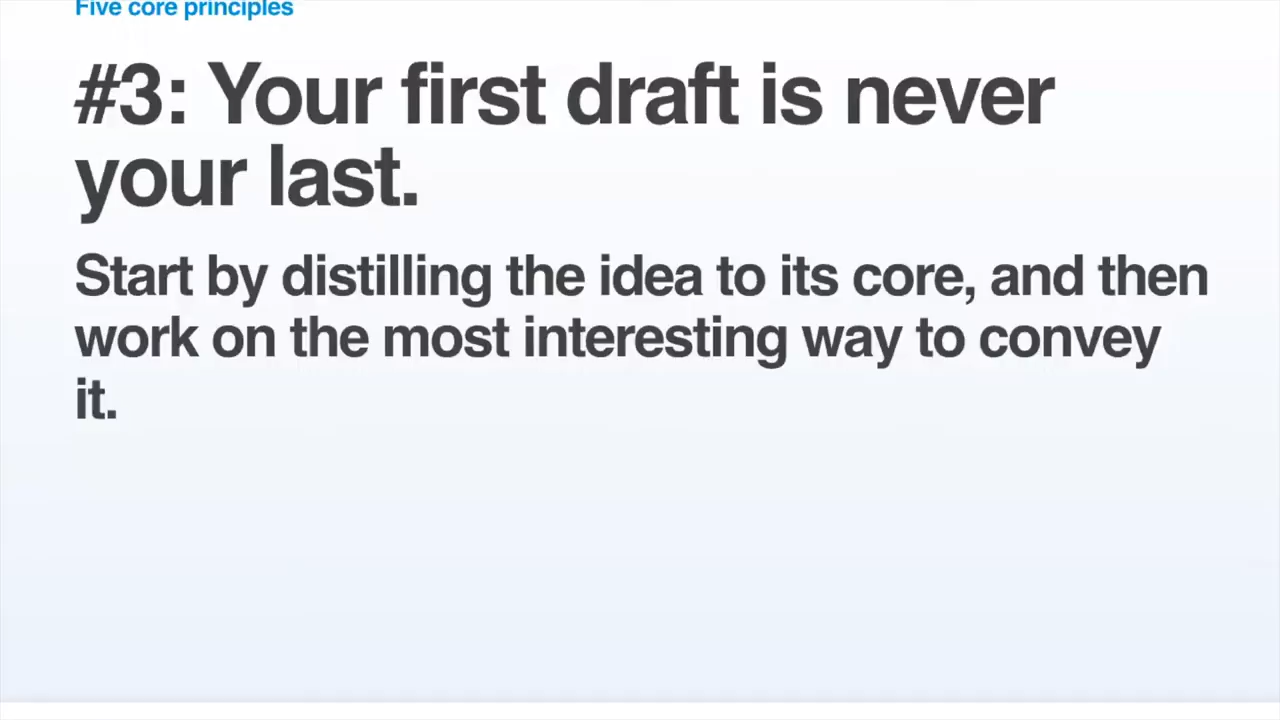 Five core principles
#3: Your first draft is never
your last.
Start by distilling the idea to its core, and then
work on the most interesting way to convey
it.